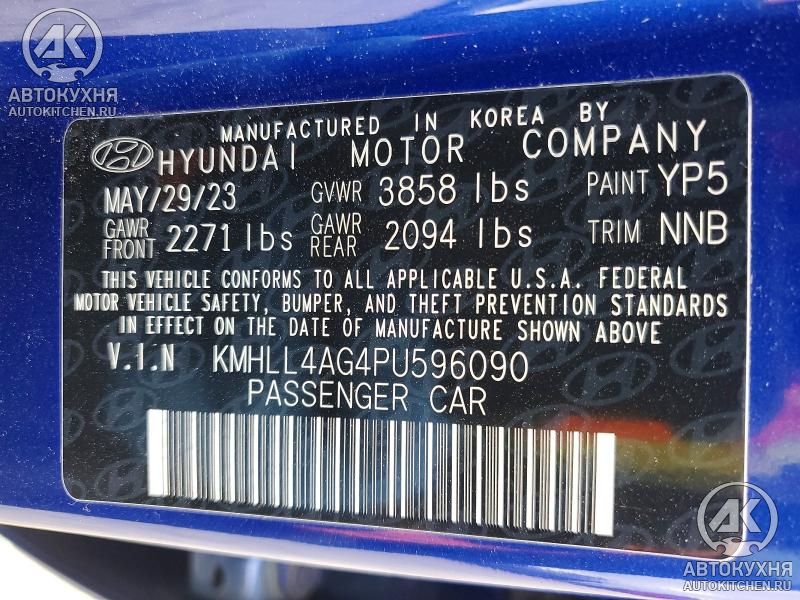 АК
АВТОКУХНЯ
AUTOKITCHEN.RU
MANUFACTURED IN KOREA BY
HYUNDAI MOTOR COMPANY
MAY/29/23 GVWR 3858 lbs PAINT YP5
GAWR FRONT 2271 lbs GAWR REAR 2094 lbs TRIM NNB
THIS VEHICLE CONFORMS TO ALL APPLICABLE U.S.A. FEDERAL
MOTOR VEHICLE SAFETY, BUMPER, AND THEFT PREVENTION STANDARDS
IN EFFECT ON THE DATE OF MANUFACTURE SHOWN ABOVE
V.I.N KMHLL4AG4PU596090
PASSENGER CAR
АК
АВТОКУХНЯ
AUTOKITCHEN.RU